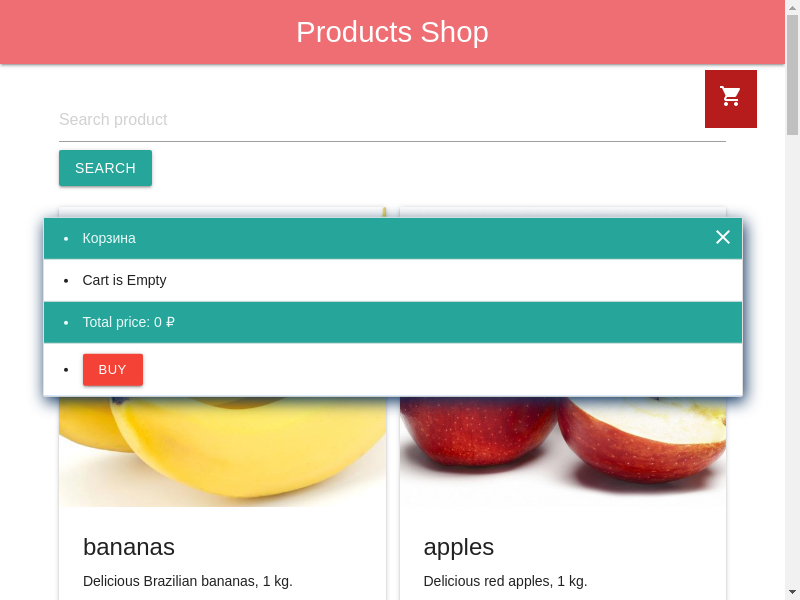 Products Shop
Search product
SEARCH
Корзина
Cart is Empty
Total price: 0 ₽
BUY
bananas
apples
Delicious Brazilian bananas, 1 kg.
Delicious red apples, 1 kg.